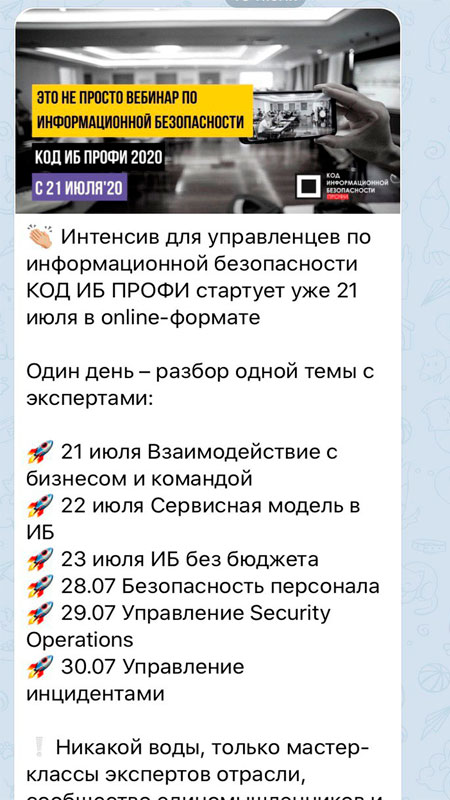 ЭТО НЕ ПРОСТО ВЕБИНАР ПО
ИНФОРМАЦИОННОЙ БЕЗОПАСНОСТИ
КОД ИБ ПРОФИ 2020
С 21 ИЮЛЯ'20
КОД
ИНФОРМАЦИОННОЙ
БЕЗОПАСНОСТИ
ПРОФИ
👏🏻 Интенсив для управленцев по
информационной безопасности
КОД ИБ ПРОФИ стартует уже 21
июля в online-формате
Один день – разбор одной темы с
экспертами:
🚀 21 июля Взаимодействие с
бизнесом и командой
🚀 22 июля Сервисная модель в
ИБ
🚀 23 июля ИБ без бюджета
🚀 28.07 Безопасность персонала
🚀 29.07 Управление Security
Operations
🚀 30.07 Управление
инцидентами
❕ Никакой воды, только мастер-
классы экспертов отрасли,
сообщество единомышленников и